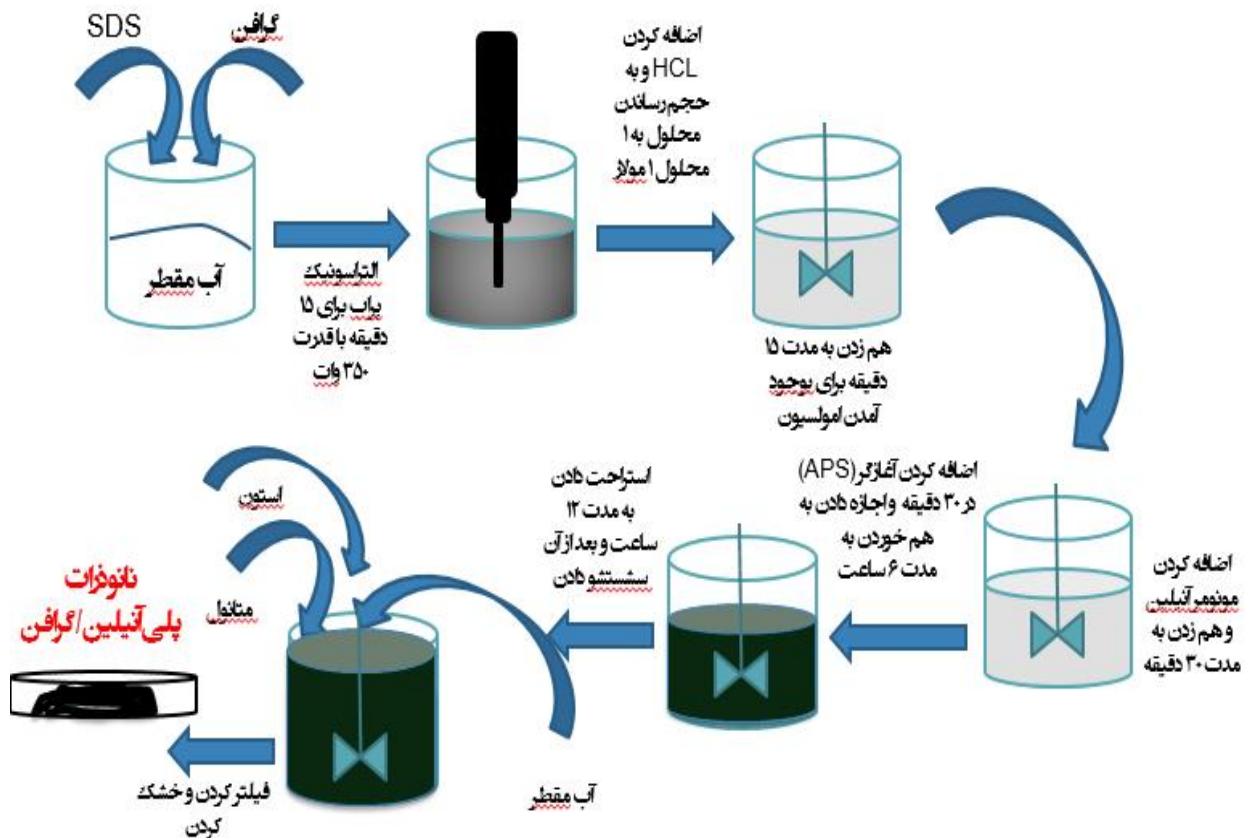 SDS
گرافن
آب مقطر
التراسونیک
پراب برای ۱۵
دقیقه با قدرت
۳۵۰ وات
اضافه کردن
HCL و به
حجم رساندن
محلول به ۱
محلول ۱ مولار
هم زدن به مدت ۱۵
دقیقه برای بوجود
آمدن امولسیون
اضافه کردن
مونومر آنیلین
و هم زدن به
مدت ۳۰ دقیقه
اضافه کردن آغازگر (APS)
در ۳۰ دقیقه واجازه دادن به
هم خوردن به
مدت ۶ ساعت
استراحت دادن
به مدت ۱۲
ساعت و بعد از آن
سشستشو دادن
استون
متانول
آب مقطر
فیلتر کردن و خشک
کردن
نانوذرات
پلی آنیلین/گرافن